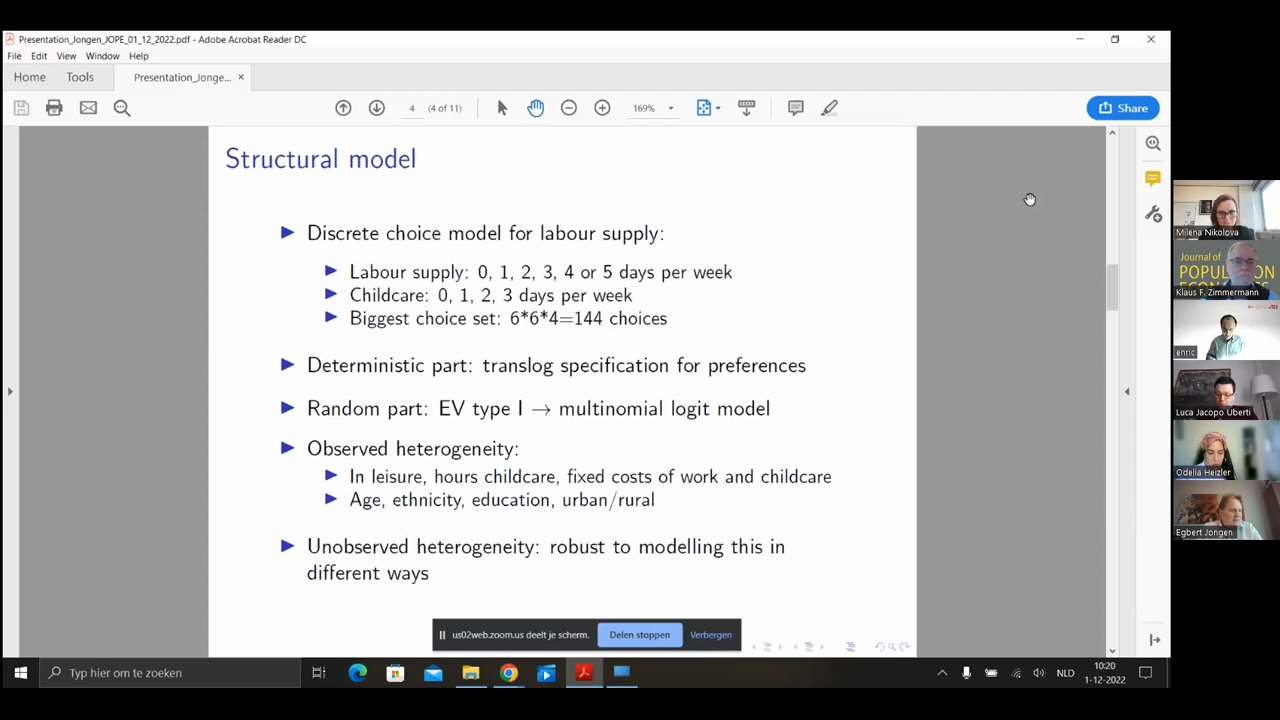 Presentation_Jongen_JOPE_01_12_2022.pdf - Adobe Acrobat Reader DC
File Edit View Window Help
Home Tools Presentation_Jonge... ×
4 (4 of 11) 169% Share
Structural model
Discrete choice model for labour supply:
Labour supply: 0, 1, 2, 3, 4 or 5 days per week
Childcare: 0, 1, 2, 3 days per week
Biggest choice set: 6*6*4=144 choices
Deterministic part: translog specification for preferences
Random part: EV type I → multinomial logit model
Observed heterogeneity:
In leisure, hours childcare, fixed costs of work and childcare
Age, ethnicity, education, urban/rural
Unobserved heterogeneity: robust to modelling this in
different ways
us02web.zoom.us deelt je scherm. Delen stoppen Verbergen
Typ hier om te zoeken
NLD
10:20
1-12-2022
Milena Nikolova
Journal of
POPULATION
ECONOMICS
Klaus F. Zimmermann
enric
Luca Jacopo Uberti
Odelia Heizler
Egbert Jongen